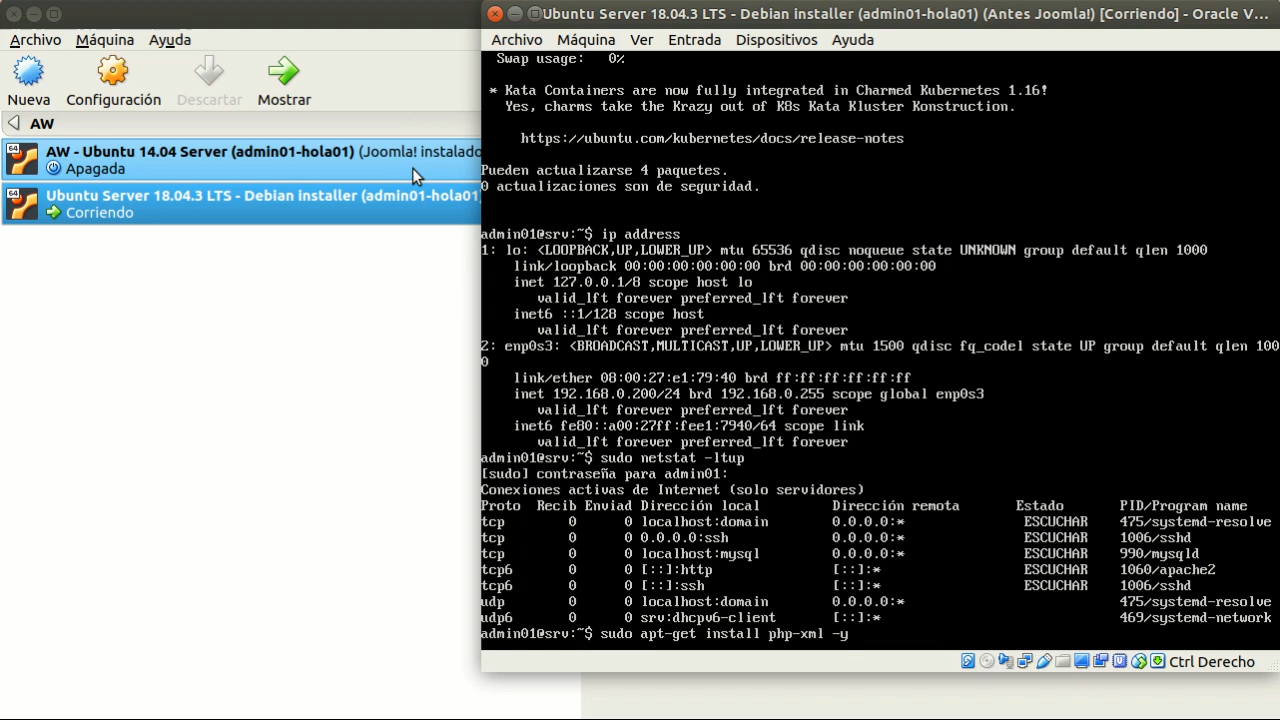 Archivo Máquina Ayuda
Nueva Configuración Descartar Mostrar
AW
64 AW - Ubuntu 14.04 Server (admin01-hola01) (Joomla! instalado
Apagada
64 Ubuntu Server 18.04.3 LTS - Debian installer (admin01-hola01)
Corriendo
Ubuntu Server 18.04.3 LTS - Debian installer (admin01-hola01) (Antes Joomla!) [Corriendo] - Oracle V...
Archivo Máquina Ver Entrada Dispositivos Ayuda
Swap usage: 0%
* Kata Containers are now fully integrated in Charmed Kubernetes 1.16!
Yes, charms take the Krazy out of K8s Kata Kluster Konstruction.
https://ubuntu.com/kubernetes/docs/release-notes
Pueden actualizarse 4 paquetes.
0 actualizaciones son de seguridad.
admin01@srv:~$ ip address
1: lo: <LOOPBACK,UP,LOWER_UP> mtu 65536 qdisc noqueue state UNKNOWN group default qlen 1000
link/loopback 00:00:00:00:00:00 brd 00:00:00:00:00:00
inet 127.0.0.1/8 scope host lo
valid_lft forever preferred_lft forever
inet6 ::1/128 scope host
valid_lft forever preferred_lft forever
2: enp0s3: <BROADCAST,MULTICAST,UP,LOWER_UP> mtu 1500 qdisc fq_codel state UP group default qlen 100
0
link/ether 08:00:27:e1:79:40 brd ff:ff:ff:ff:ff:ff
inet 192.168.0.200/24 brd 192.168.0.255 scope global enp0s3
valid_lft forever preferred_lft forever
inet6 fe80::a00:27ff:fee1:7940/64 scope link
valid_lft forever preferred_lft forever
admin01@srv:~$ sudo netstat -ltup
[sudo] contraseña para admin01:
Conexiones activas de Internet (solo servidores)
Proto Recib Enviad Dirección local Dirección remota Estado PID/Program name
tcp 0 0 localhost:domain 0.0.0.0:* ESCUCHAR 475/systemd-resolve
tcp 0 0 0.0.0.0:ssh 0.0.0.0:* ESCUCHAR 1006/sshd
tcp 0 0 localhost:mysql 0.0.0.0:* ESCUCHAR 990/mysqld
tcp6 0 0 [::]:http [::]:* ESCUCHAR 1060/apache2
tcp6 0 0 [::]:ssh [::]:* ESCUCHAR 1006/sshd
udp 0 0 localhost:domain 0.0.0.0:* 475/systemd-resolve
udp6 0 0 srv:dhcpv6-client [::]:* 469/systemd-network
admin01@srv:~$ sudo apt-get install php-xml -y
Ctrl Derecho